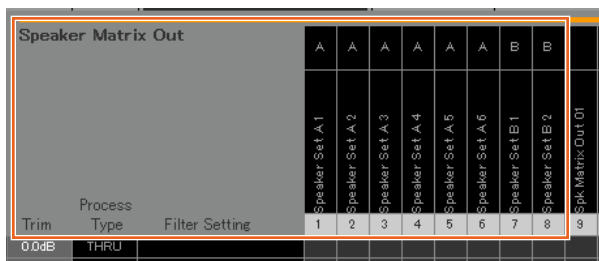 Speaker Matrix Out
A A A A A A B B
Speaker Set A 1
Speaker Set A 2
Speaker Set A 3
Speaker Set A 4
Speaker Set A 5
Speaker Set A 6
Speaker Set B 1
Speaker Set B 2
Spk Matrix Out 01
Process
Trim Type Filter Setting 1 2 3 4 5 6 7 8 9
0.0dB THRU